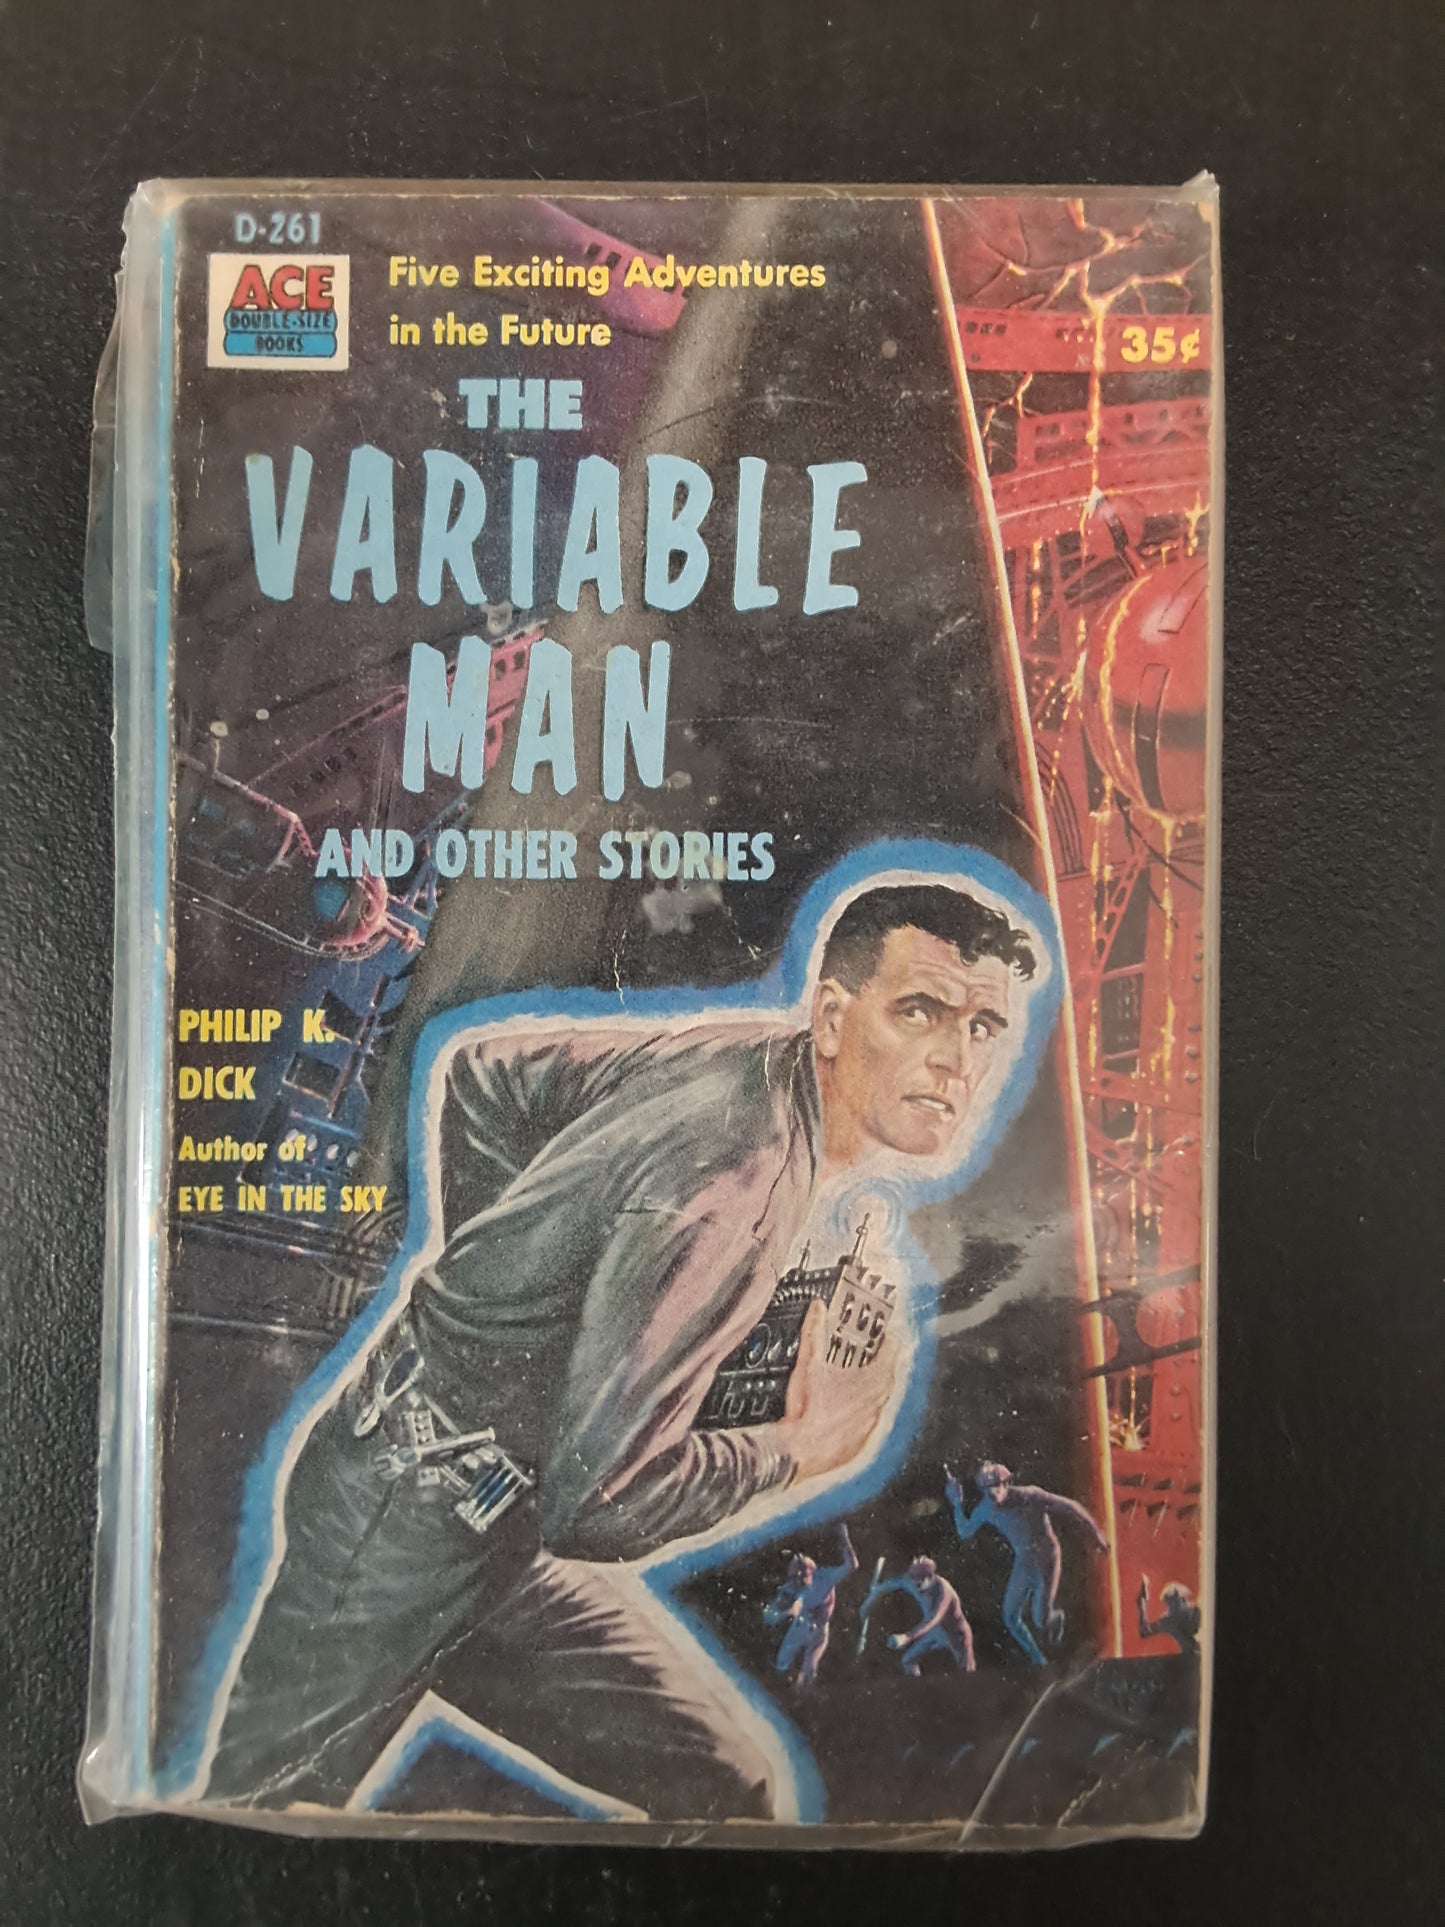 D-261
ACE
DOUBLE-SIZE
BOOKS
Five Exciting Adventures
in the Future
35¢
THE
VARIABLE
MAN
AND OTHER STORIES
PHILIP K.
DICK
Author of
EYE IN THE SKY